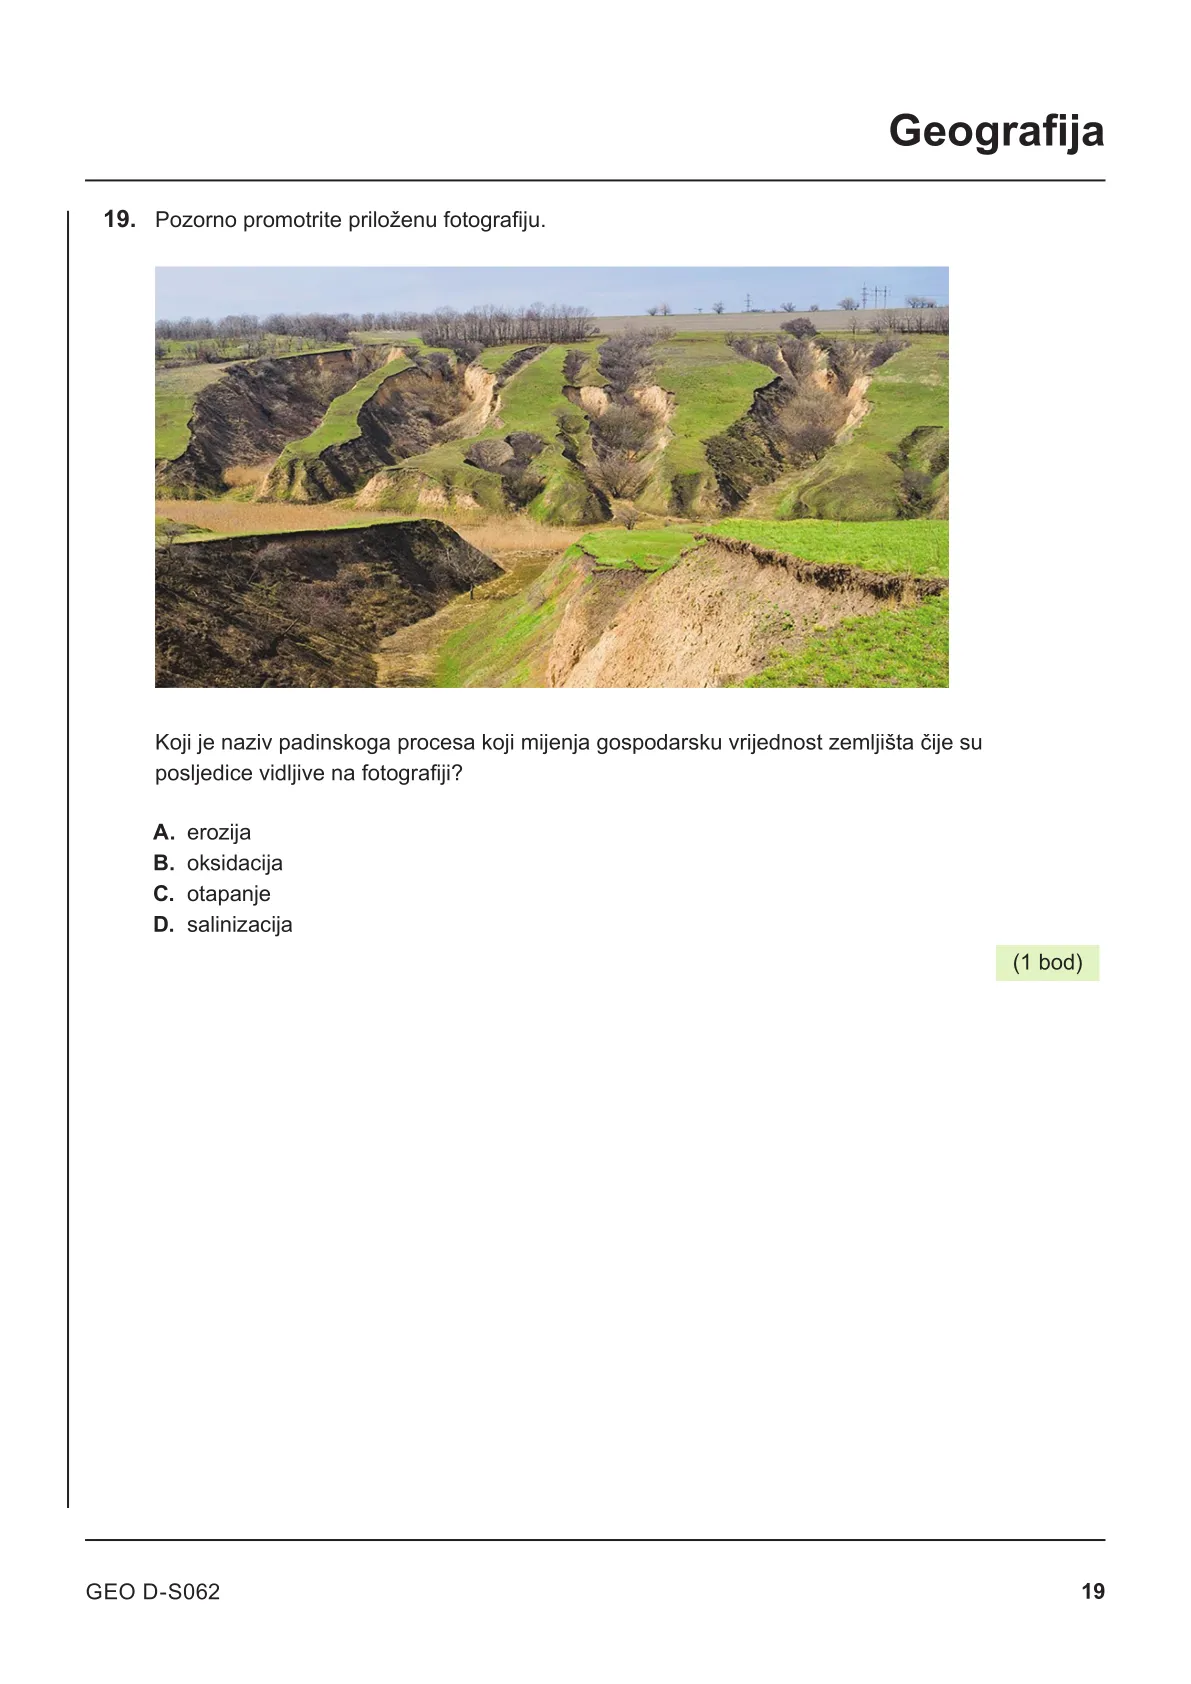 Geografija
19. Pozorno promotrite priloženu fotografiju.
Koji je naziv padinskoga procesa koji mijenja gospodarsku vrijednost zemljišta čije su
posljedice vidljive na fotografiji?
A. erozija
B. oksidacija
C. otapanje
D. salinizacija
(1 bod)
GEO D-S062
19